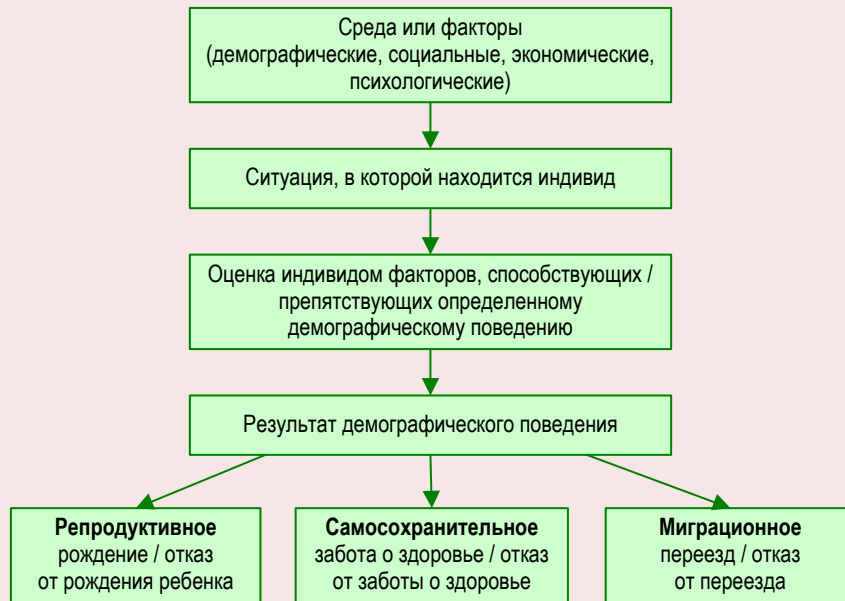 Среда или факторы
(демографические, социальные, экономические,
психологические)
Ситуация, в которой находится индивид
Оценка индивидом факторов, способствующих /
препятствующих определенному
демографическому поведению
Результат демографического поведения
Репродуктивное
рождение / отказ
от рождения ребенка
Самосохранительное
забота о здоровье / отказ
от заботы о здоровье
Миграционное
переезд / отказ
от переезда